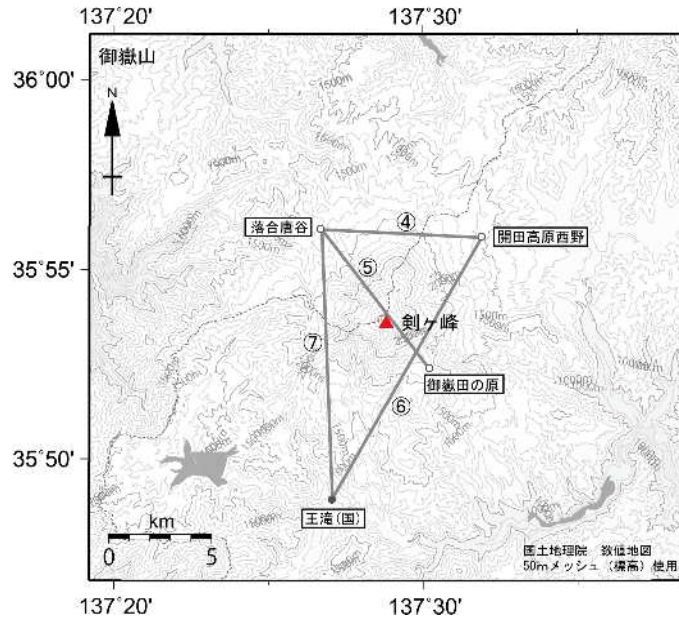 137°20'
137°30'
御嶽山
36°00'
N
落合唐谷
④
開田高原西野
35°55'
⑤
剣ヶ峰
⑦
御嶽田の原
⑥
35°50'
王滝(国)
km
0 5
国土地理院 数値地図
50mメッシュ(標高)使用
137°20'
137°30'